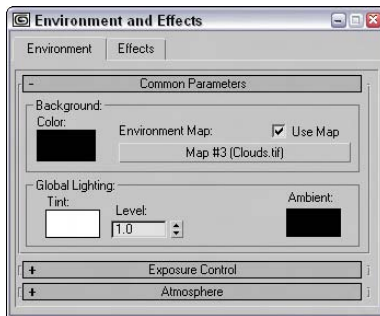 Environment and Effects
Environment Effects
- Common Parameters
Background:
Color:
Environment Map: Use Map
Map #3 (Clouds.tif)
Global Lighting:
Tint: Level: Ambient:
1.0
+ Exposure Control
+ Atmosphere